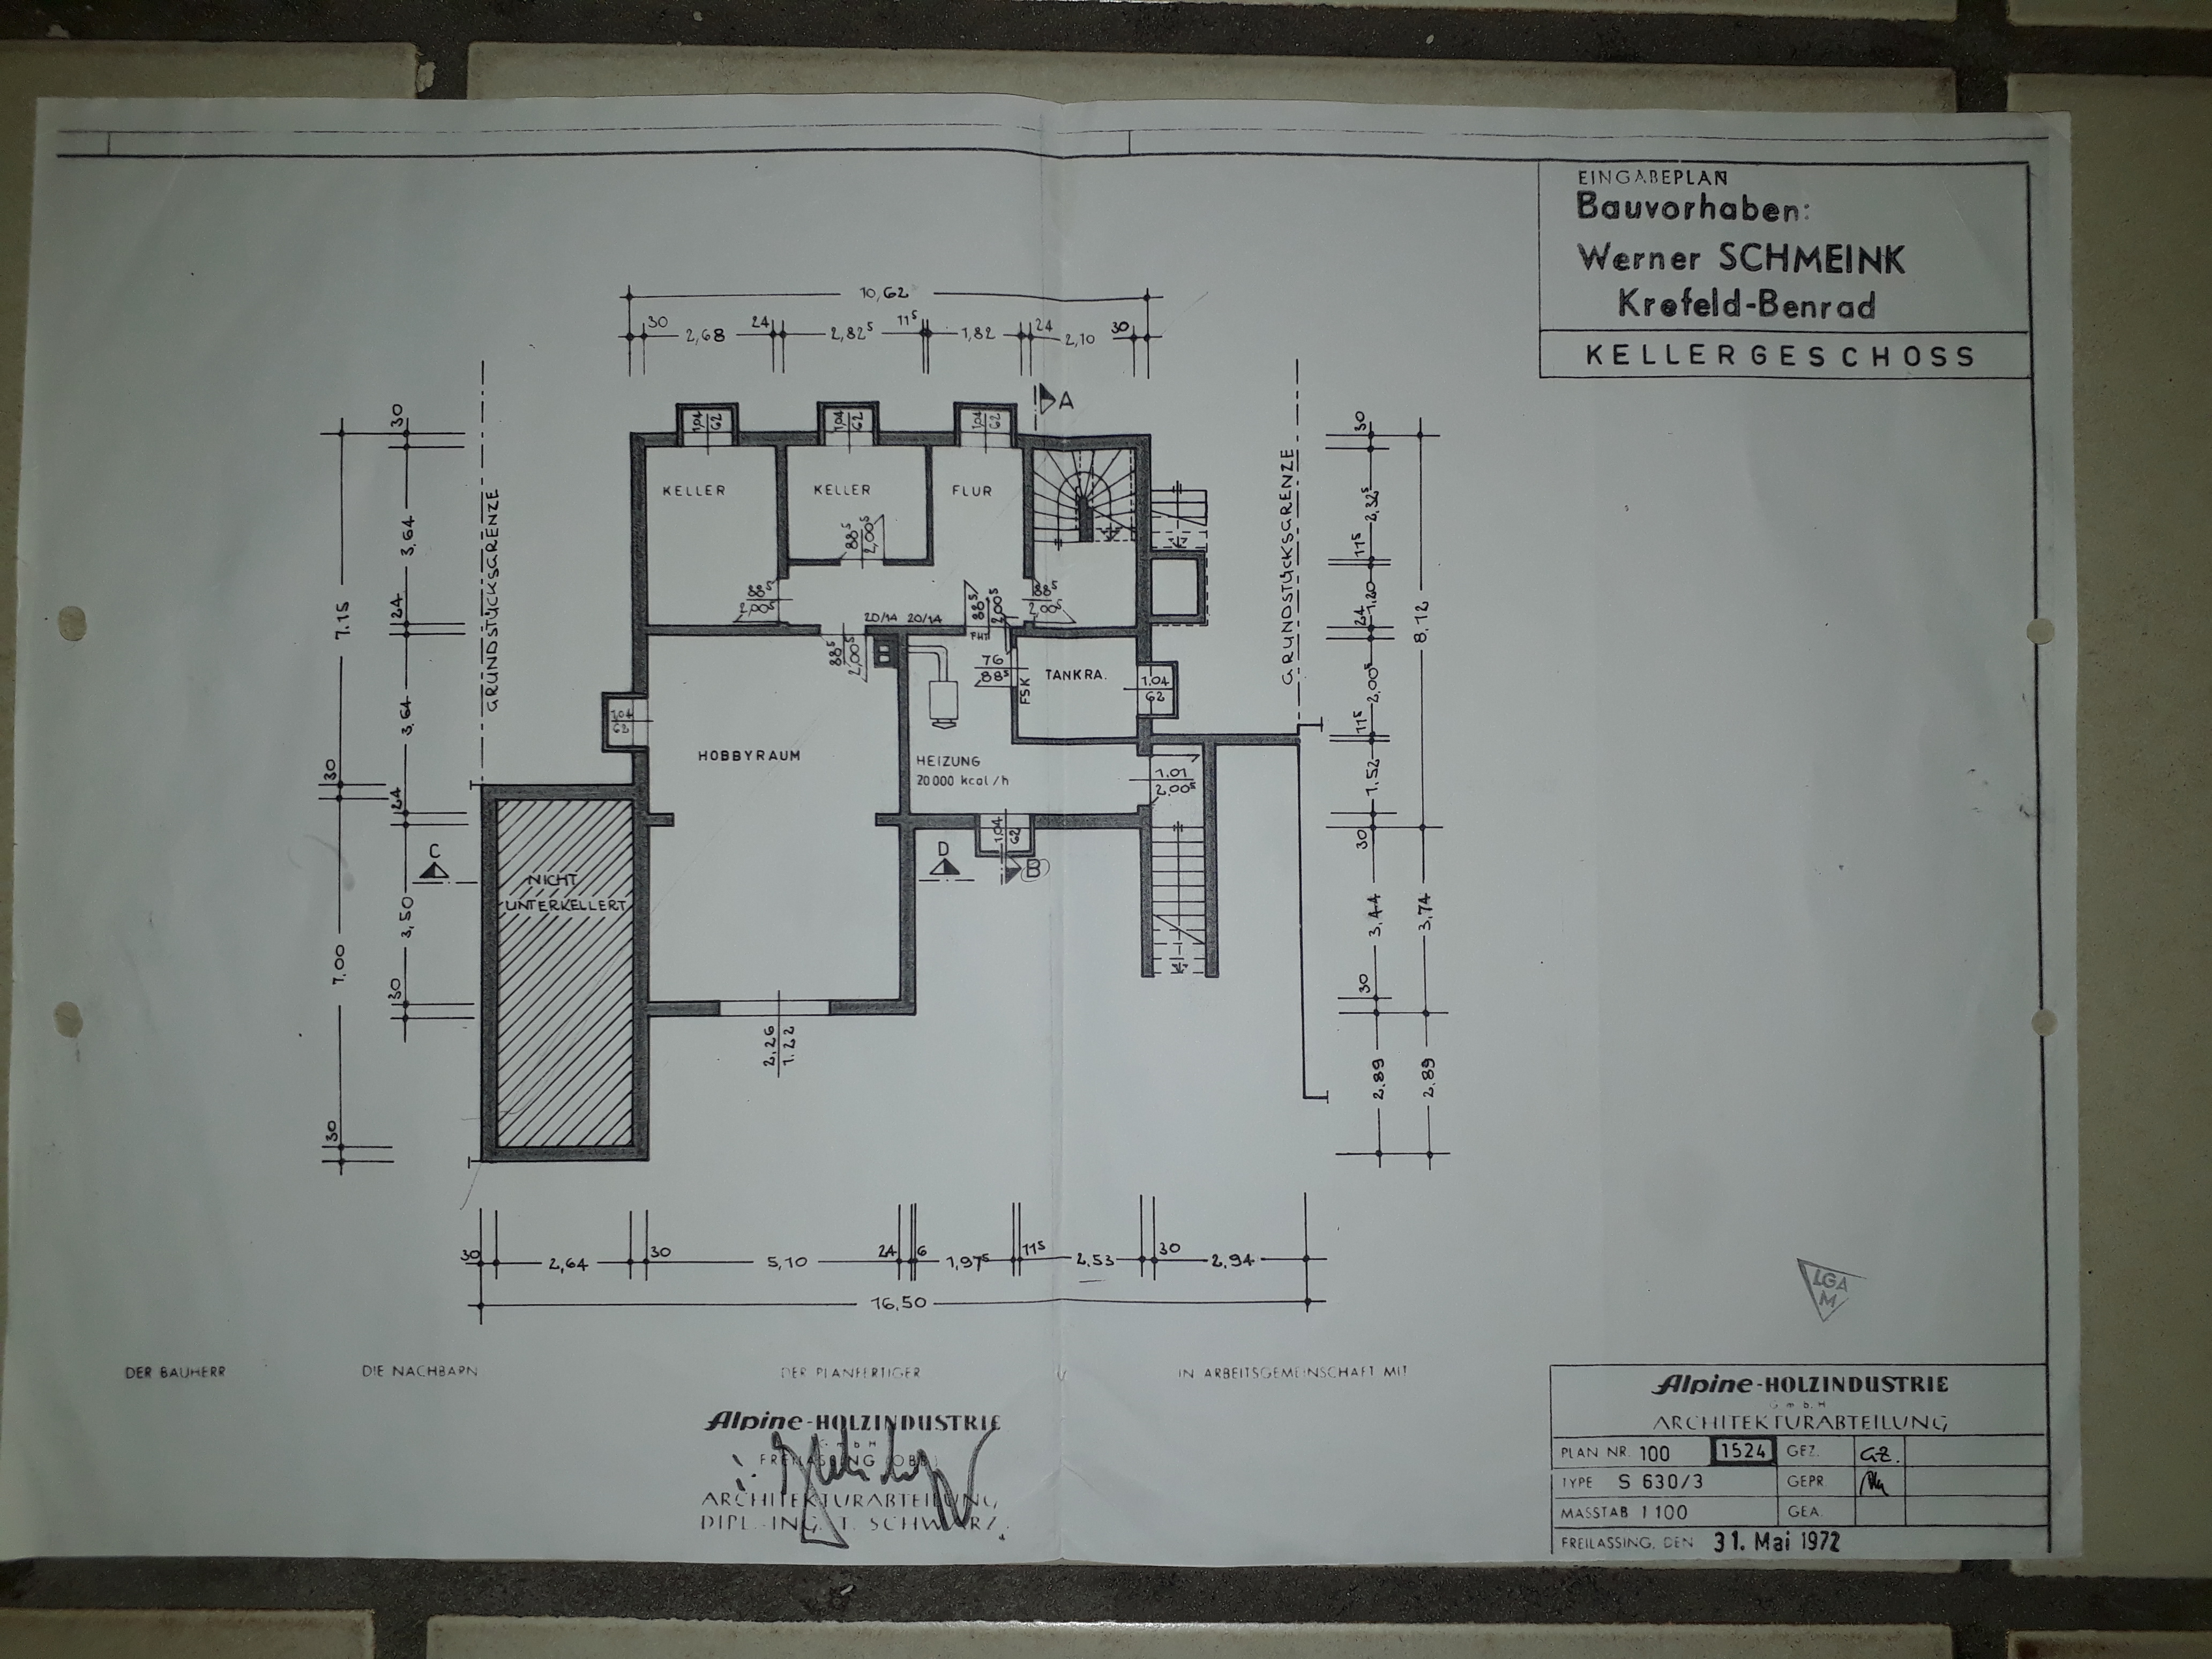 EINGABEPLAN
Bauvorhaben:
Werner SCHMEINK
Krefeld-Benrad
KELLERGESCHOSS
10,62
30 2,68 24 2,82⁵ 11⁵ 1,82 24 2,10 30
A
GRUNDSTÜCKSGRENZE
GRUNDSTÜCKSGRENZE
1,04
62
1,04
62
1,04
62
KELLER
KELLER
FLUR
88⁵
2,00⁵
88⁵
2,00⁵
88⁵
2,00⁵
88⁵
2,00⁵
88⁵
2,00⁵
20/14 20/14
FHT
1,04
62
HOBBYRAUM
HEIZUNG
20 000 kcal/h
76
88⁵
FSK
TANKRA.
1,04
62
1,01
2,00⁵
1,04
62
NICHT
UNTERKELLERT
C
D
B
2,26
1,22
30 7,15 30 7,00 30
30 3,64 24 3,64 24 3,50 30
30 2,32⁵ 11⁵ 1,20 24 2,00⁵ 11⁵ 1,52 30 3,44 30 2,89
8,12 3,74 2,89
30 2,64 30 5,10 24 6 1,97⁵ 11⁵ 2,53 30 2,94
16,50
DER BAUHERR
DIE NACHBARN
DER PLANFERTIGER
IN ARBEITSGEMEINSCHAFT MIT
Alpine-HOLZINDUSTRIE
ARCHITEKTURABTEILUNG
DIPL. ING.
LGA
Alpine-HOLZINDUSTRIE
GmbH
ARCHITEKTURABTEILUNG
PLAN NR. 100 1524 GEZ. G.B.
TYPE S 630/3 GEPR.
MASSTAB 1 100 GEA.
FREILASSING, DEN 31. Mai 1972